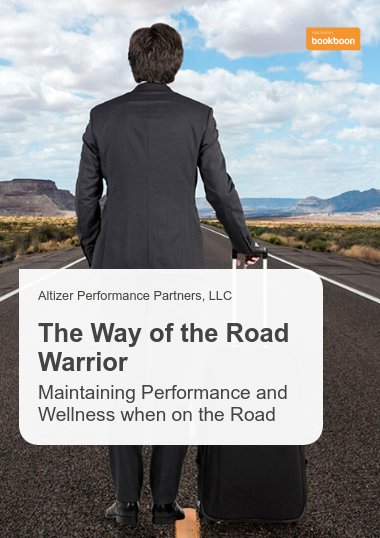 bookboon
Altizer Performance Partners, LLC
The Way of the Road
Warrior
Maintaining Performance and
Wellness when on the Road